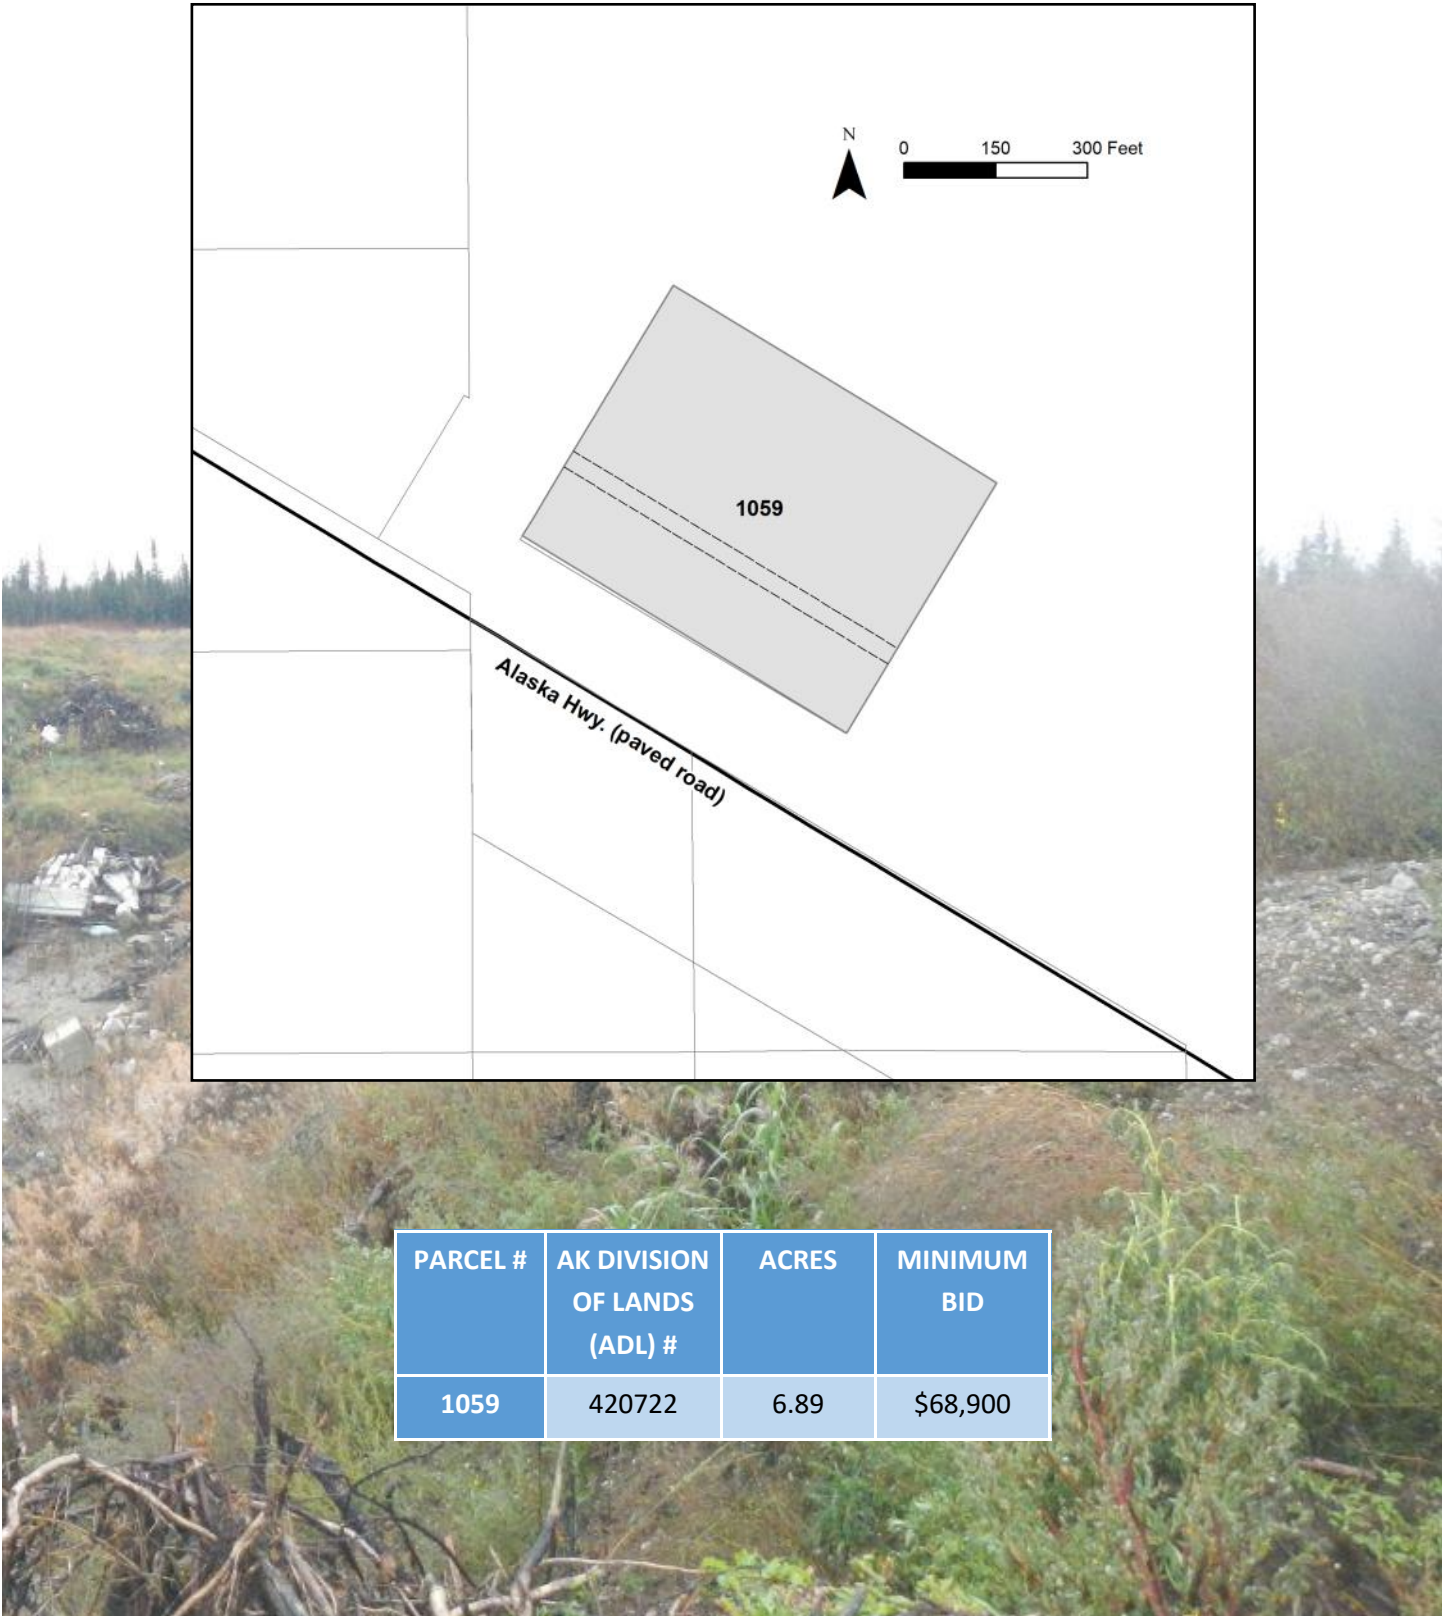 N
0 150 300 Feet
1059
Alaska Hwy. (paved road)
PARCEL # AK DIVISION OF LANDS (ADL) # ACRES MINIMUM BID
1059 420722 6.89 $68,900